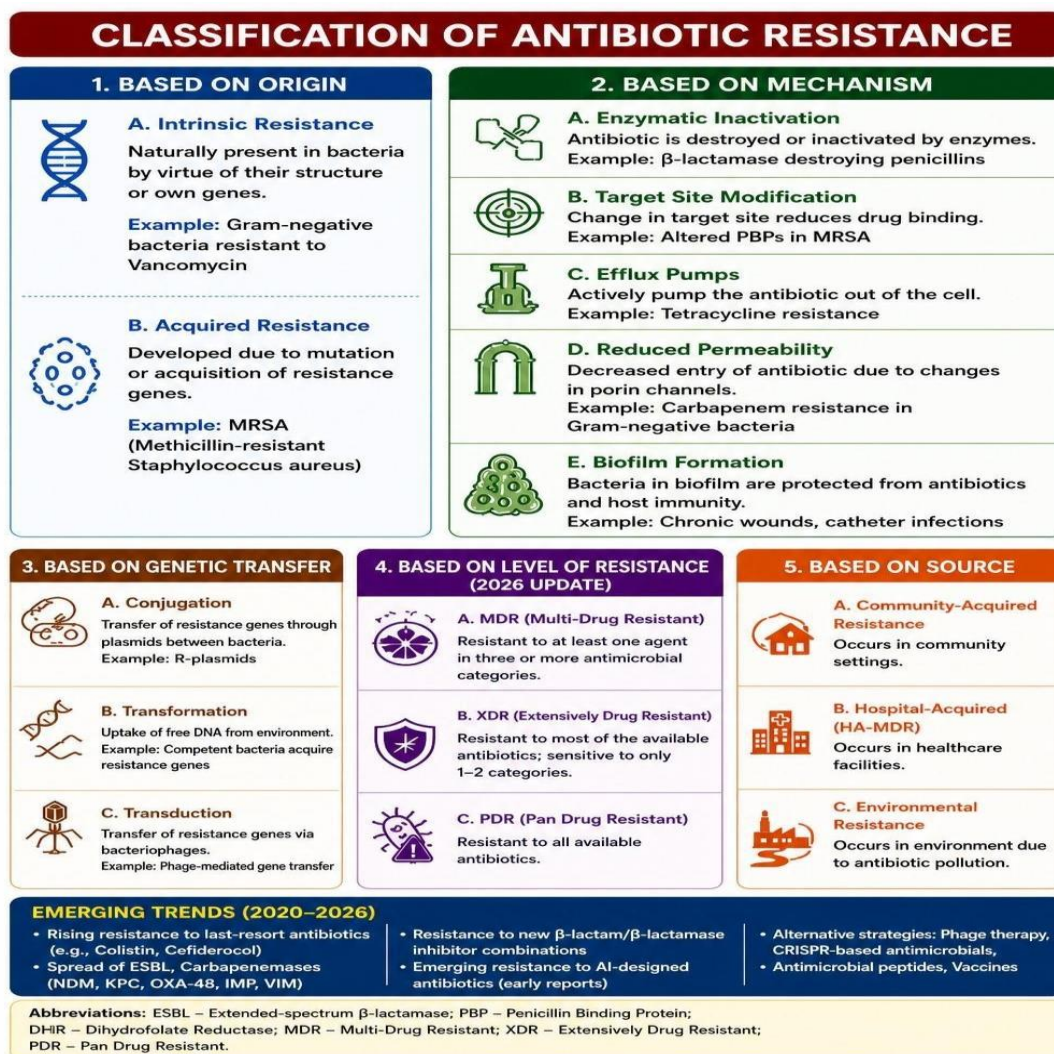 CLASSIFICATION OF ANTIBIOTIC RESISTANCE
1. BASED ON ORIGIN
A. Intrinsic Resistance
Naturally present in bacteria
by virtue of their structure
or own genes.
Example: Gram-negative
bacteria resistant to
Vancomycin
B. Acquired Resistance
Developed due to mutation
or acquisition of resistance
genes.
Example: MRSA
(Methicillin-resistant
Staphylococcus aureus)
2. BASED ON MECHANISM
A. Enzymatic Inactivation
Antibiotic is destroyed or inactivated by enzymes.
Example: β-lactamase destroying penicillins
B. Target Site Modification
Change in target site reduces drug binding.
Example: Altered PBPs in MRSA
C. Efflux Pumps
Actively pump the antibiotic out of the cell.
Example: Tetracycline resistance
D. Reduced Permeability
Decreased entry of antibiotic due to changes
in porin channels.
Example: Carbapenem resistance in
Gram-negative bacteria
E. Biofilm Formation
Bacteria in biofilm are protected from antibiotics
and host immunity.
Example: Chronic wounds, catheter infections
3. BASED ON GENETIC TRANSFER
A. Conjugation
Transfer of resistance genes through
plasmids between bacteria.
Example: R-plasmids
B. Transformation
Uptake of free DNA from environment.
Example: Competent bacteria acquire
resistance genes
C. Transduction
Transfer of resistance genes via
bacteriophages.
Example: Phage-mediated gene transfer
4. BASED ON LEVEL OF RESISTANCE
(2026 UPDATE)
A. MDR (Multi-Drug Resistant)
Resistant to at least one agent
in three or more antimicrobial
categories.
B. XDR (Extensively Drug Resistant)
Resistant to most of the available
antibiotics; sensitive to only
1–2 categories.
C. PDR (Pan Drug Resistant)
Resistant to all available
antibiotics.
5. BASED ON SOURCE
A. Community-Acquired
Resistance
Occurs in community
settings.
B. Hospital-Acquired
(HA-MDR)
Occurs in healthcare
facilities.
C. Environmental
Resistance
Occurs in environment due
to antibiotic pollution.
EMERGING TRENDS (2020–2026)
• Rising resistance to last-resort antibiotics
(e.g., Colistin, Cefiderocol)
• Spread of ESBL, Carbapenemases
(NDM, KPC, OXA-48, IMP, VIM)
• Resistance to new β-lactam/β-lactamase
inhibitor combinations
• Emerging resistance to AI-designed
antibiotics (early reports)
• Alternative strategies: Phage therapy,
CRISPR-based antimicrobials,
• Antimicrobial peptides, Vaccines
Abbreviations: ESBL – Extended-spectrum β-lactamase; PBP – Penicillin Binding Protein;
DHIR – Dihydrofolate Reductase; MDR – Multi-Drug Resistant; XDR – Extensively Drug Resistant;
PDR – Pan Drug Resistant.